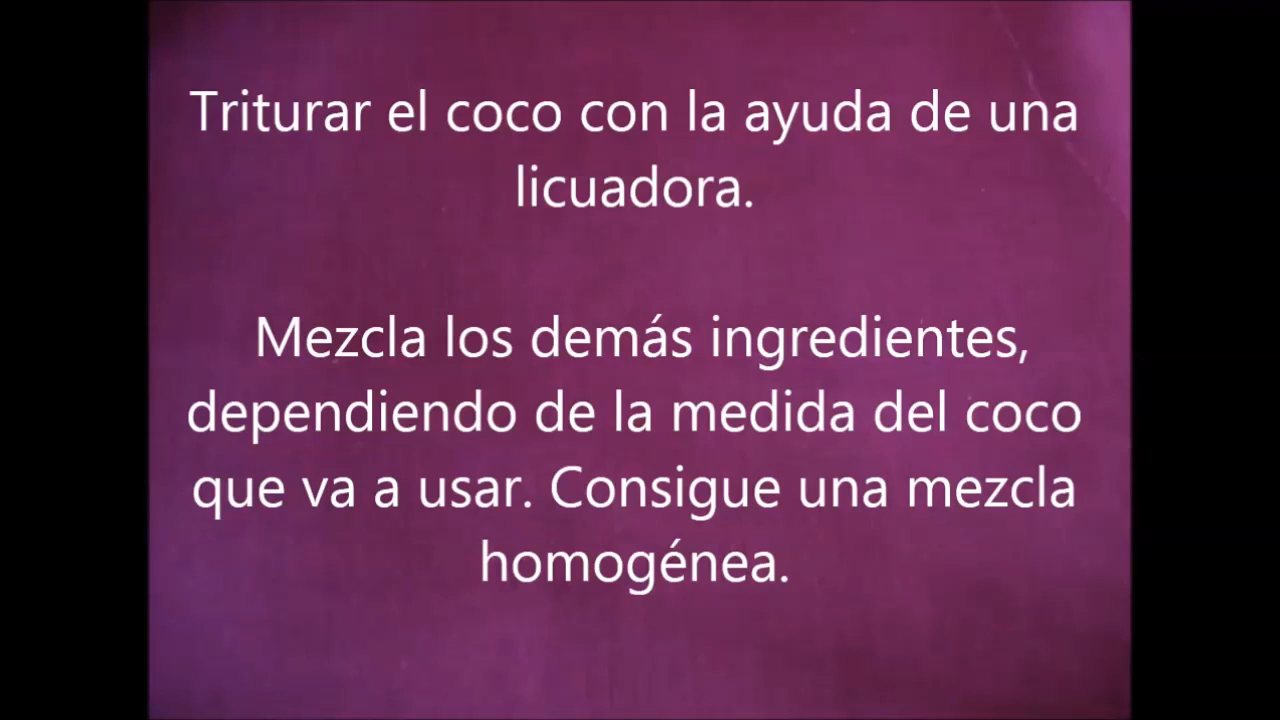 Triturar el coco con la ayuda de una
licuadora.
Mezcla los demás ingredientes,
dependiendo de la medida del coco
que va a usar. Consigue una mezcla
homogénea.